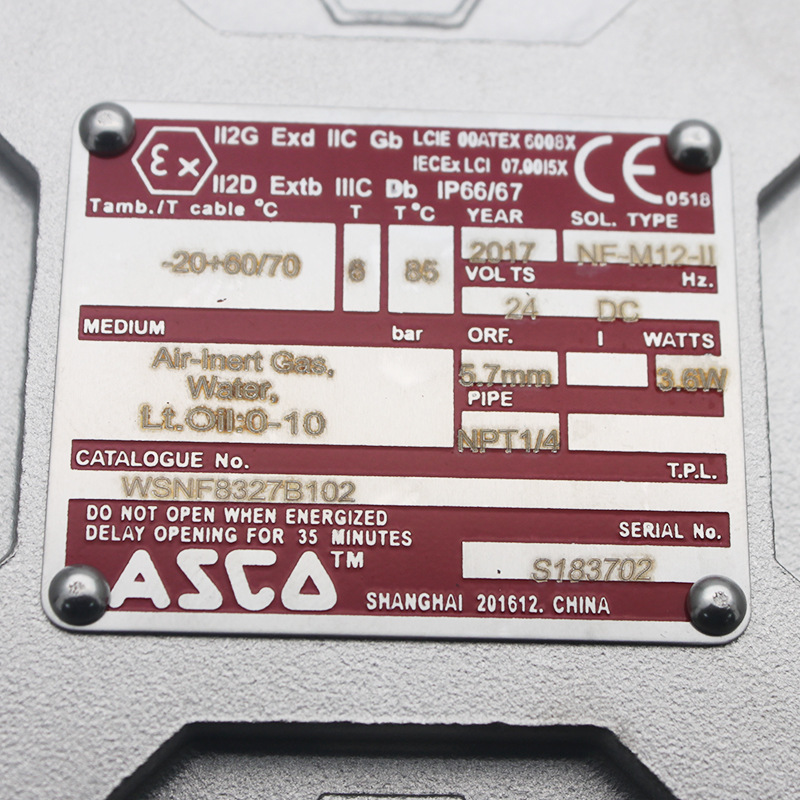 II2G Exd IIC Gb LCIE 00ATEX 6008X
IECEx LCI 07.0015X
εx
II2D Extb IIIC Db IP66/67
CE 0518
Tamb./T cable °C T T°C YEAR SOL. TYPE
-20+60/70 6 85 2017 NF-M12-II
VOLTS Hz.
24 DC
MEDIUM bar ORF. I WATTS
Air-Inert Gas,
Water,
Lt.Oil:0-10
5.7mm 3.6W
PIPE
NPT1/4
CATALOGUE No. T.P.L.
WSNF8327B102
DO NOT OPEN WHEN ENERGIZED
DELAY OPENING FOR 35 MINUTES
SERIAL No.
S183702
ASCO™
SHANGHAI 201612. CHINA